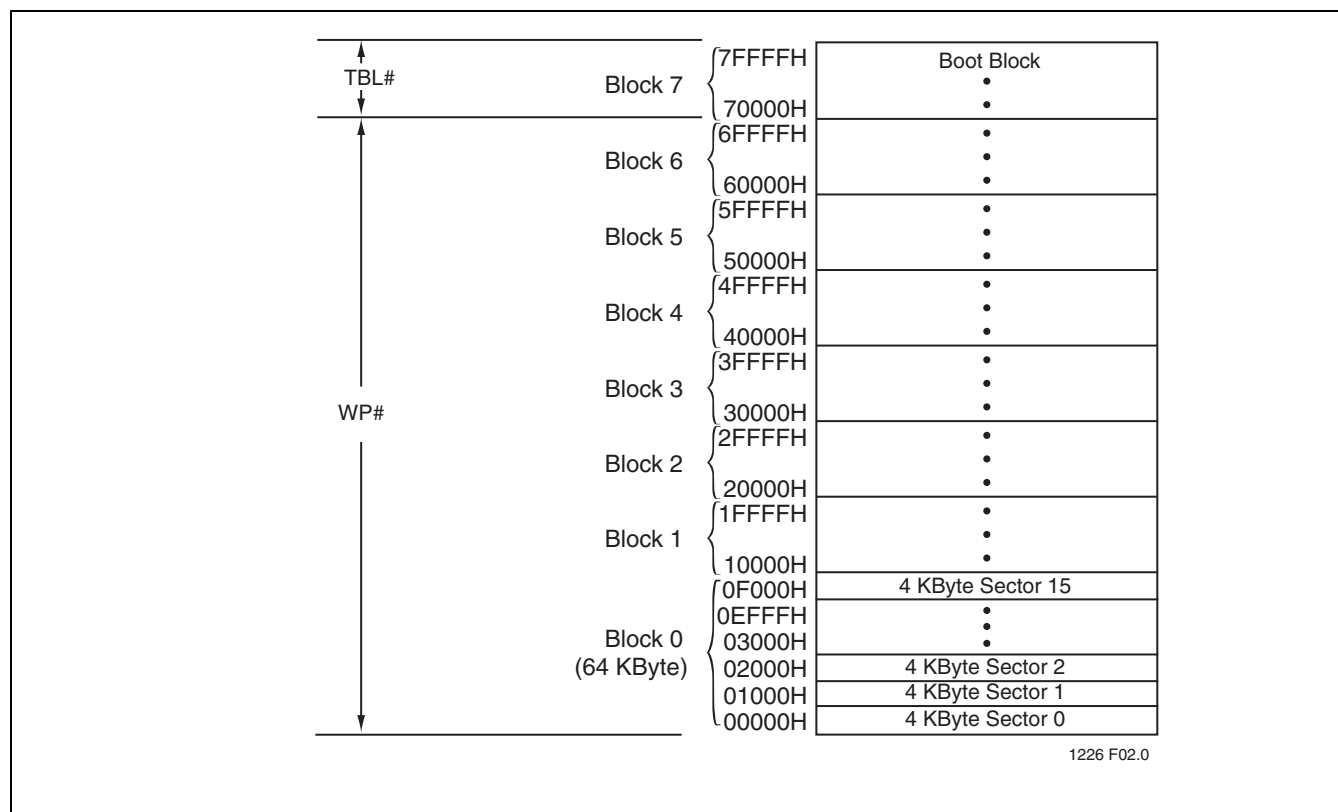 TBL#
Block 7
7FFFFH
Boot Block
70000H
Block 6
6FFFFH
60000H
Block 5
5FFFFH
50000H
Block 4
4FFFFH
40000H
WP#
Block 3
3FFFFH
30000H
Block 2
2FFFFH
20000H
Block 1
1FFFFH
10000H
Block 0
(64 KByte)
0F000H
4 KByte Sector 15
0EFFFH
03000H
02000H
4 KByte Sector 2
01000H
4 KByte Sector 1
00000H
4 KByte Sector 0
1226 F02.0